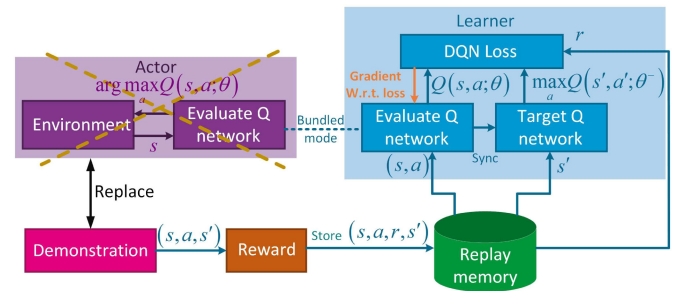 Learner
Actor
arg max Q(s,a;θ)
a
Environment
s
Evaluate Q
network
Bundled
mode
DQN Loss
r
Gradient
W.r.t. loss
Q(s,a;θ)
max Q(s′,a′;θ⁻)
a
Evaluate Q
network
Sync
Target Q
network
(s,a)
s′
Replace
Demonstration
(s,a,s′)
Reward
Store
(s,a,r,s′)
Replay
memory